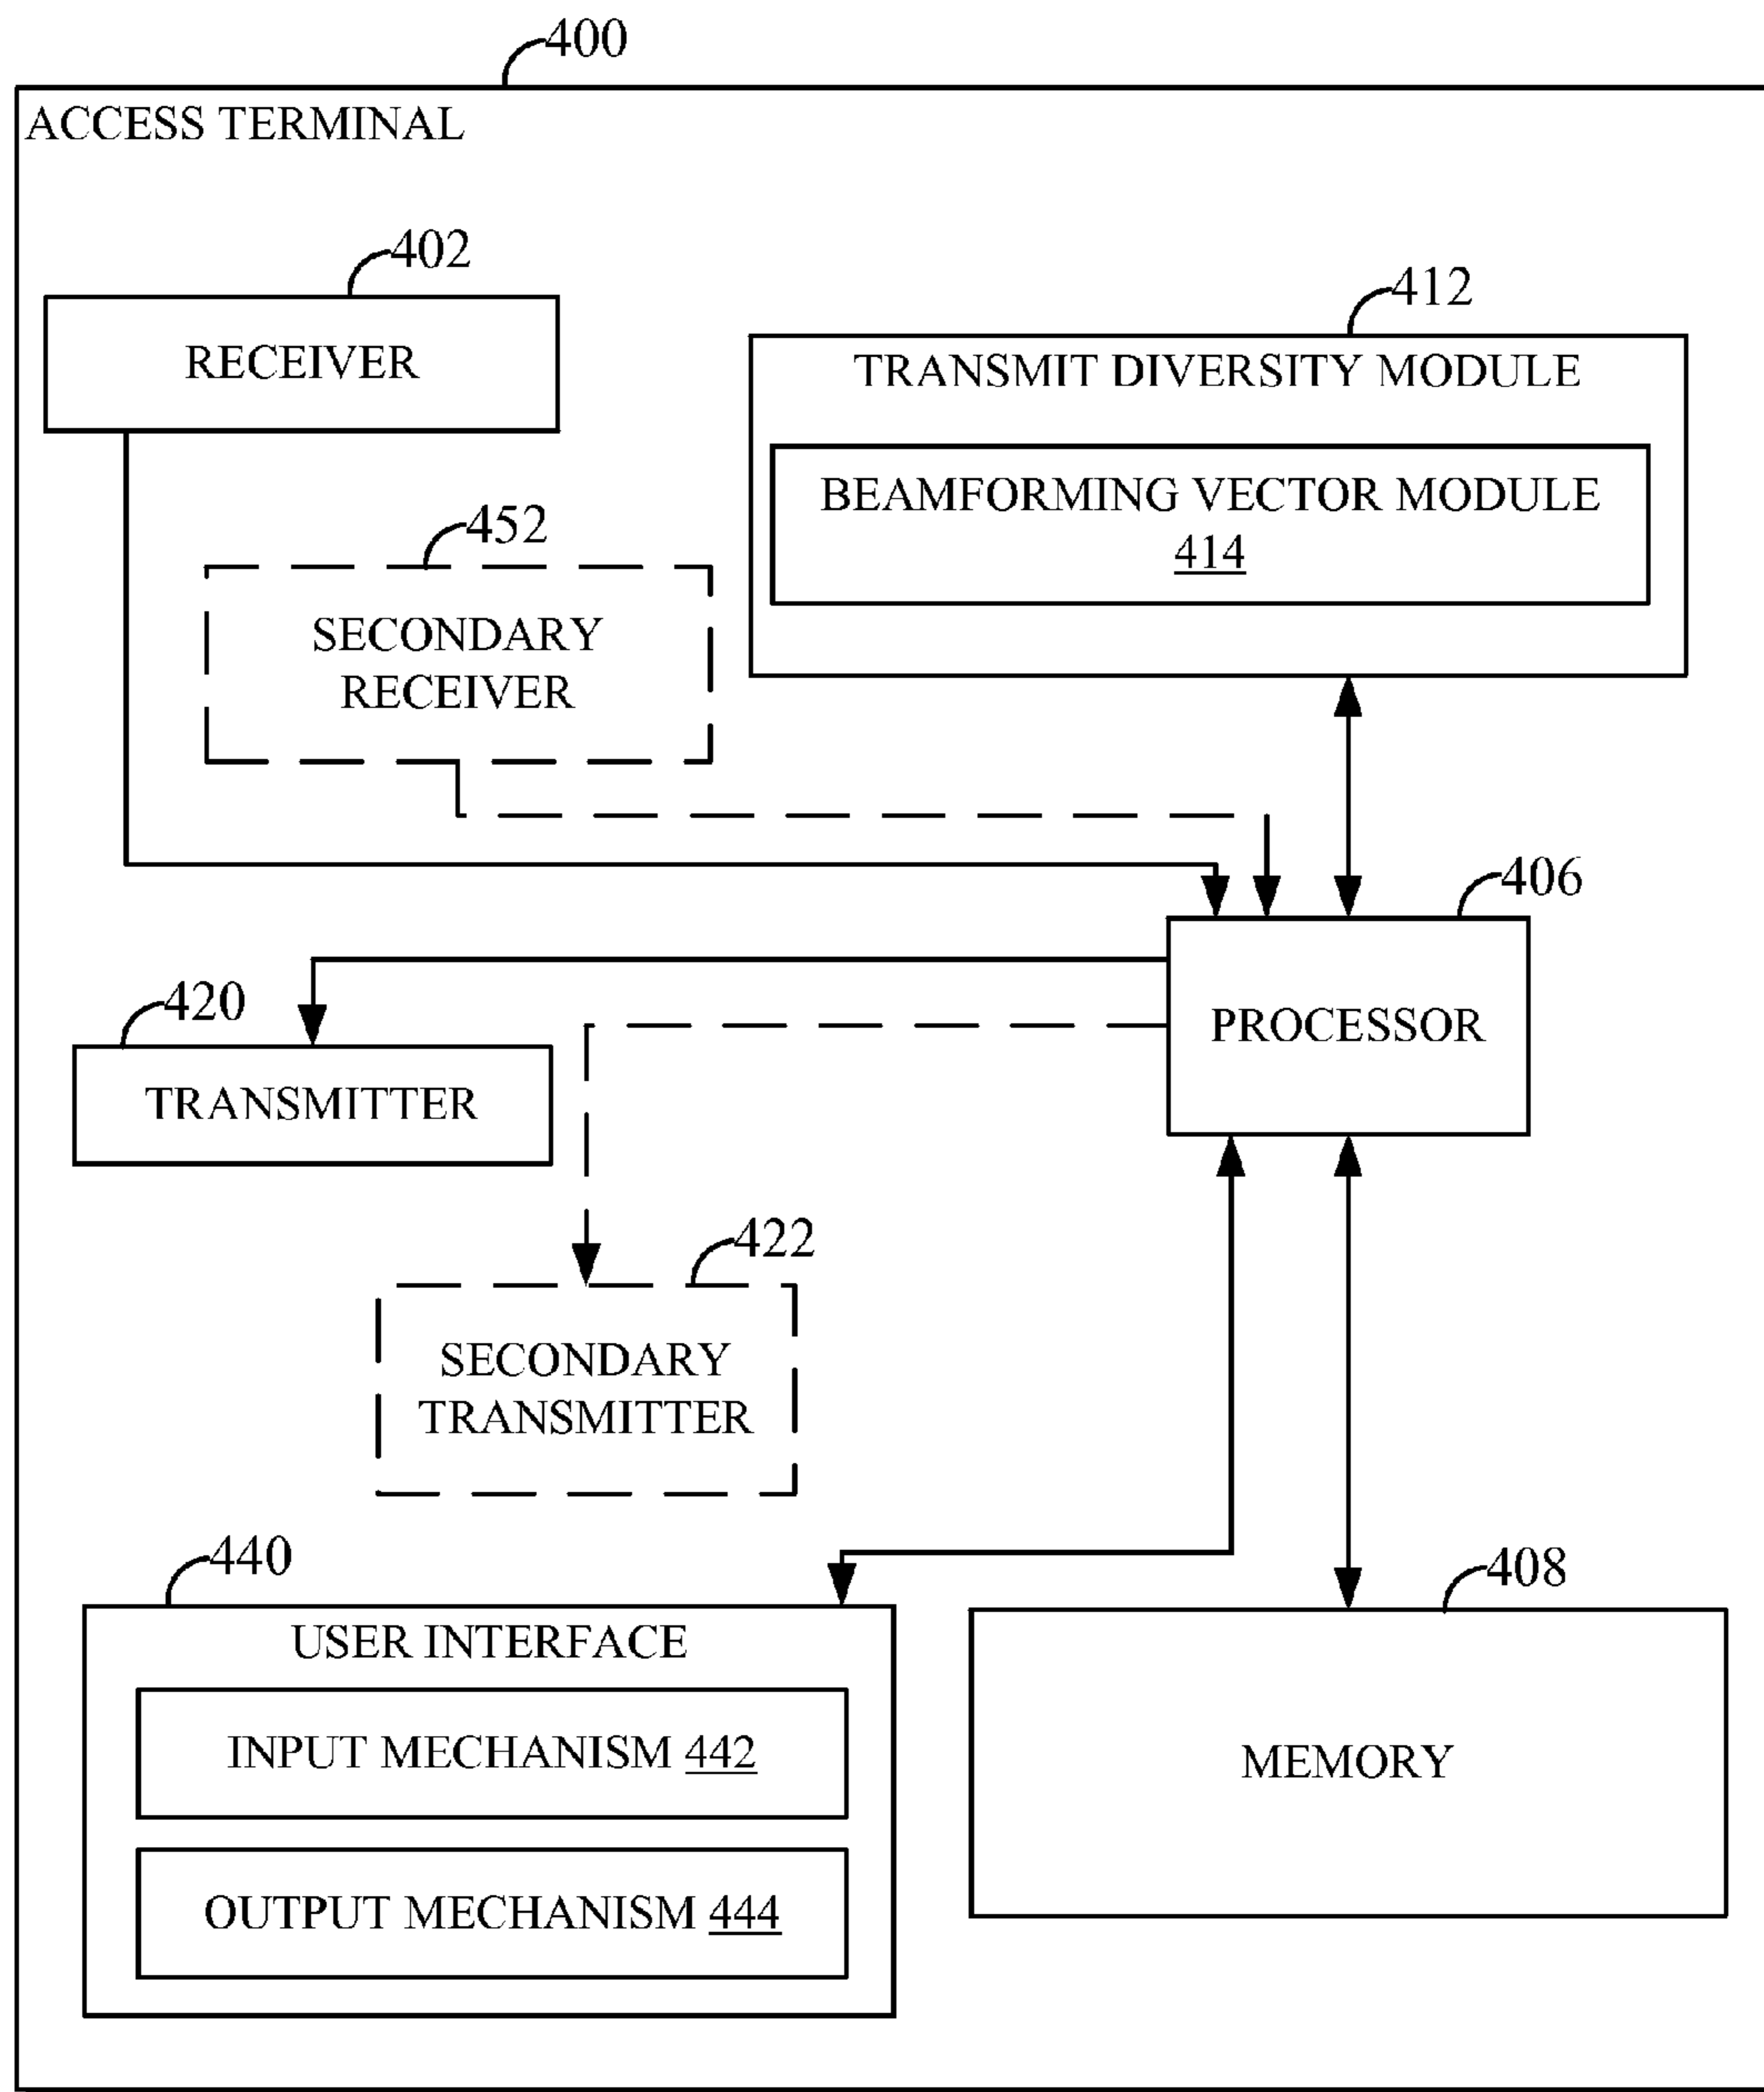 400
ACCESS TERMINAL
402
RECEIVER
412
TRANSMIT DIVERSITY MODULE
BEAMFORMING VECTOR MODULE
414
452
SECONDARY
RECEIVER
406
PROCESSOR
420
TRANSMITTER
422
SECONDARY
TRANSMITTER
440
USER INTERFACE
INPUT MECHANISM 442
OUTPUT MECHANISM 444
408
MEMORY